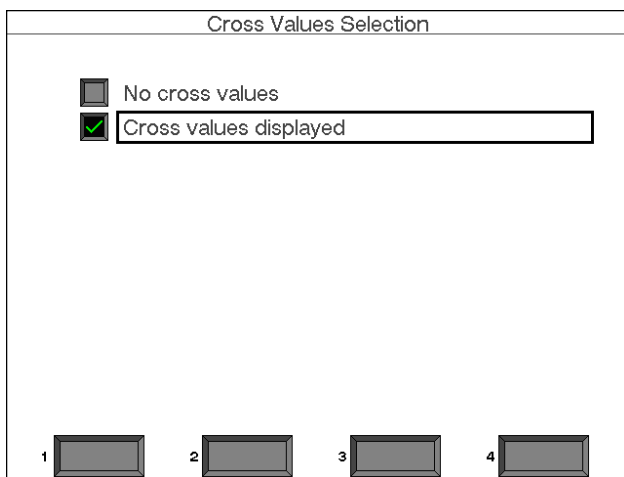 Cross Values Selection
No cross values
Cross values displayed
1 2 3 4